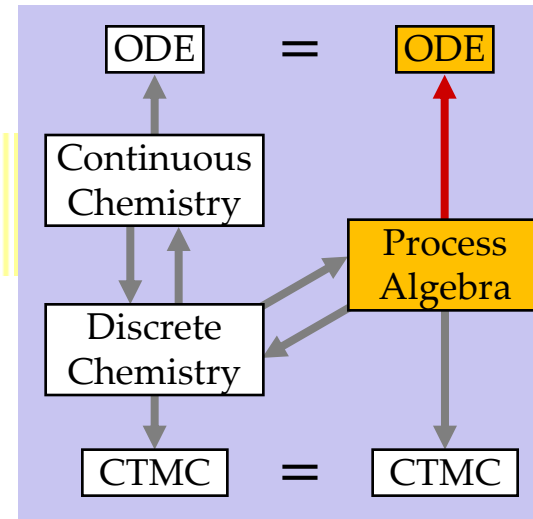 ODE = ODE
Continuous
Chemistry
Process
Algebra
Discrete
Chemistry
CTMC = CTMC